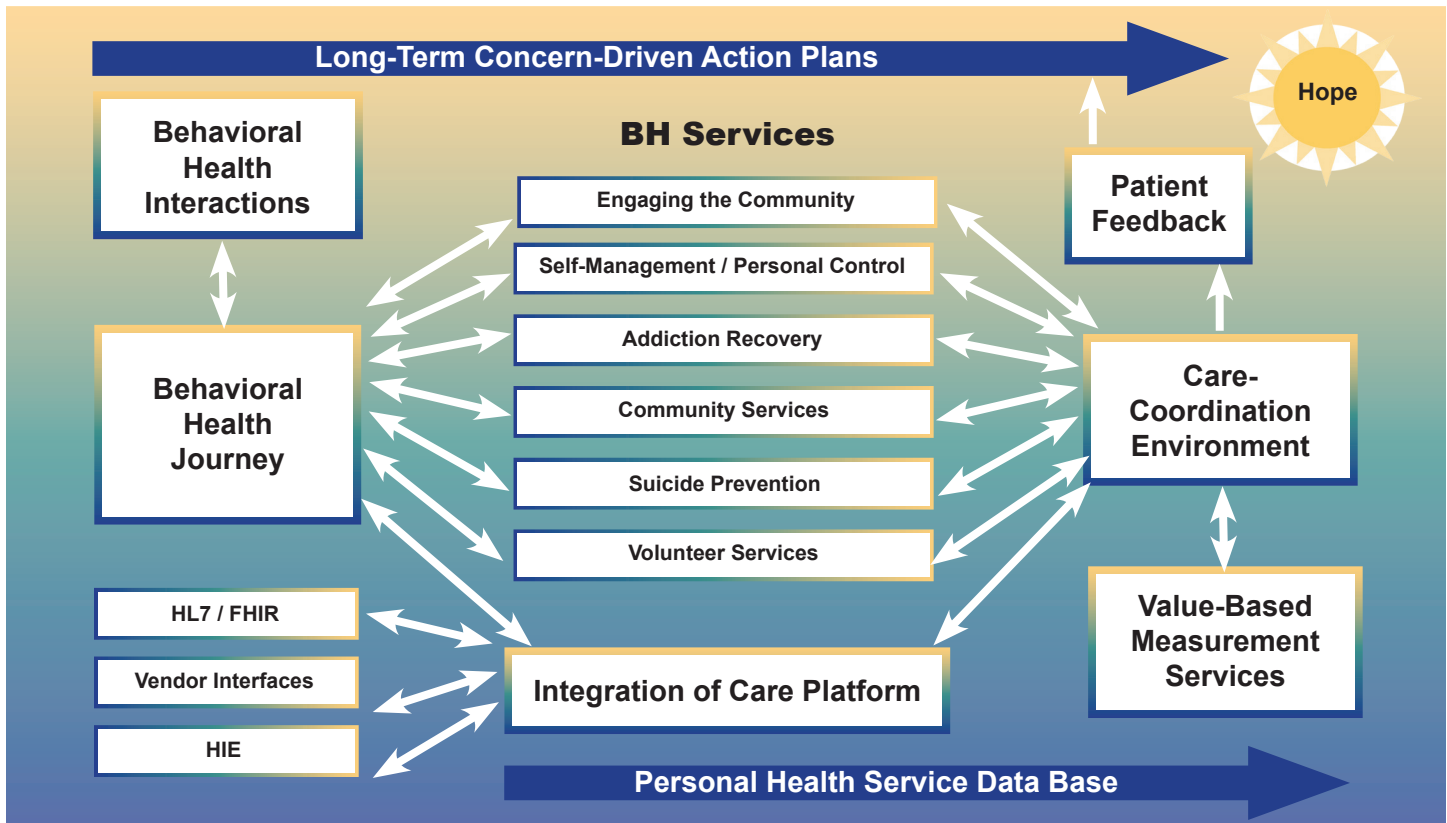 Long-Term Concern-Driven Action Plans
Hope
Behavioral
Health
Interactions
BH Services
Patient
Feedback
Engaging the Community
Self-Management / Personal Control
Addiction Recovery
Community Services
Suicide Prevention
Volunteer Services
Behavioral
Health
Journey
Care-
Coordination
Environment
HL7 / FHIR
Vendor Interfaces
HIE
Integration of Care Platform
Value-Based
Measurement
Services
Personal Health Service Data Base